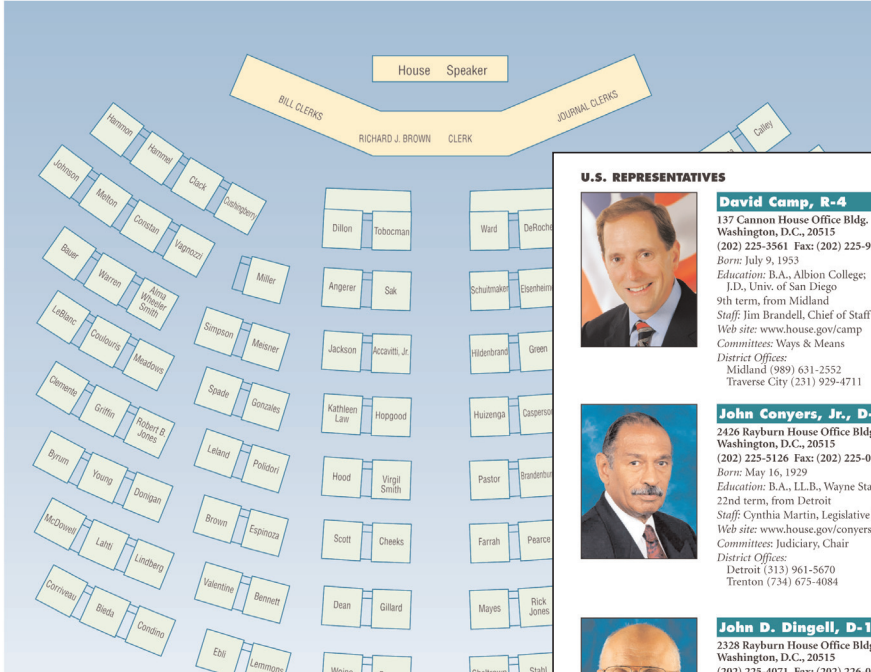 House Speaker
BILL CLERKS
JOURNAL CLERKS
RICHARD J. BROWN CLERK
Hammon
Hammel
Clack
Cushingberry
Johnson
Melton
Constan
Vagnozzi
Bauer
Warren
Alma
Wheeler
Smith
LeBlanc
Coulouris
Meadows
Clemente
Griffin
Robert B.
Jones
Byrum
Young
Donigan
McDowell
Lahti
Lindberg
Corriveau
Bieda
Condino
Miller
Simpson
Meisner
Spade
Gonzales
Leland
Polidori
Brown
Espinoza
Valentine
Bennett
Ebli
Lemmons
Dillon
Tobocman
Angerer
Sak
Jackson
Accavitti, Jr.
Kathleen
Law
Hopgood
Hood
Virgil
Smith
Scott
Cheeks
Dean
Gillard
Ward
DeRoche
Schuitmaker
Elsenheim
Hildenbrand
Green
Huizenga
Casperso
Pastor
Brandenbur
Farrah
Pearce
Mayes
Rick
Jones
Stahl
Calley
U.S. REPRESENTATIVES
David Camp, R-4
137 Cannon House Office Bldg.
Washington, D.C., 20515
(202) 225-3561 Fax: (202) 225-9
Born: July 9, 1953
Education: B.A., Albion College;
J.D., Univ. of San Diego
9th term, from Midland
Staff: Jim Brandell, Chief of Staff
Web site: www.house.gov/camp
Committees: Ways & Means
District Offices:
Midland (989) 631-2552
Traverse City (231) 929-4711
John Conyers, Jr., D-
2426 Rayburn House Office Bldg
Washington, D.C., 20515
(202) 225-5126 Fax: (202) 225-0
Born: May 16, 1929
Education: B.A., LL.B., Wayne Sta
22nd term, from Detroit
Staff: Cynthia Martin, Legislative
Web site: www.house.gov/conyers
Committees: Judiciary, Chair
District Offices:
Detroit (313) 961-5670
Trenton (734) 675-4084
John D. Dingell, D-1
2328 Rayburn House Office Bldg
Washington, D.C., 20515
(202) 225-4071 Fax: (202) 226-0